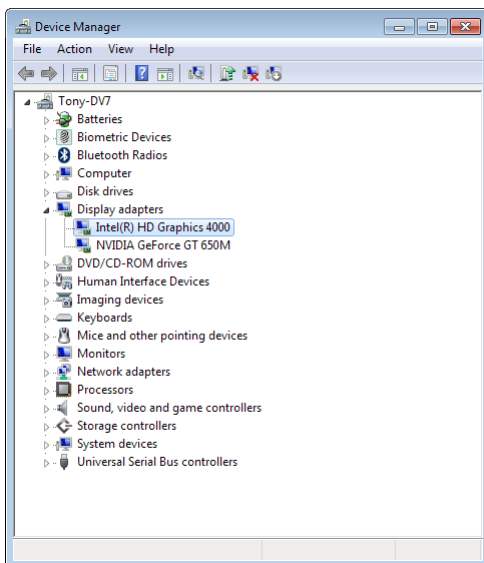 Device Manager
File Action View Help
Tony-DV7
Batteries
Biometric Devices
Bluetooth Radios
Computer
Disk drives
Display adapters
Intel(R) HD Graphics 4000
NVIDIA GeForce GT 650M
DVD/CD-ROM drives
Human Interface Devices
Imaging devices
Keyboards
Mice and other pointing devices
Monitors
Network adapters
Processors
Sound, video and game controllers
Storage controllers
System devices
Universal Serial Bus controllers